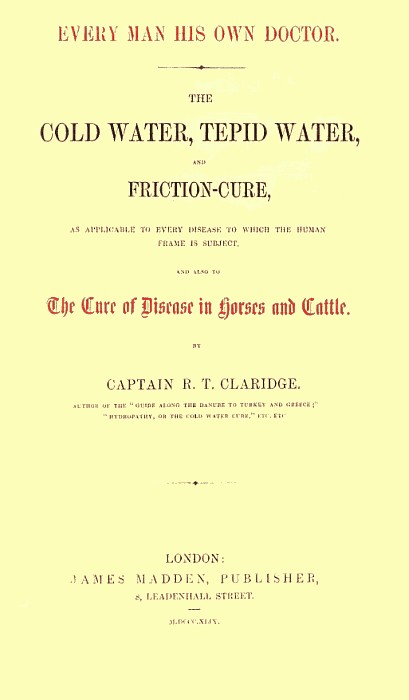 EVERY MAN HIS OWN DOCTOR.
THE
COLD WATER, TEPID WATER,
AND
FRICTION-CURE,
AS APPLICABLE TO EVERY DISEASE TO WHICH THE HUMAN
FRAME IS SUBJECT,
AND ALSO TO
The Cure of Disease in Horses and Cattle.
BY
CAPTAIN R. T. CLARIDGE.
AUTHOR OF THE "GUIDE ALONG THE DANUBE TO TURKEY AND GREECE;"
"HYDROPATHY, OR THE COLD WATER CURE," ETC. ETC
LONDON:
JAMES MADDEN, PUBLISHER,
8, LEADENHALL STREET.
M.DCCC.XLIX.